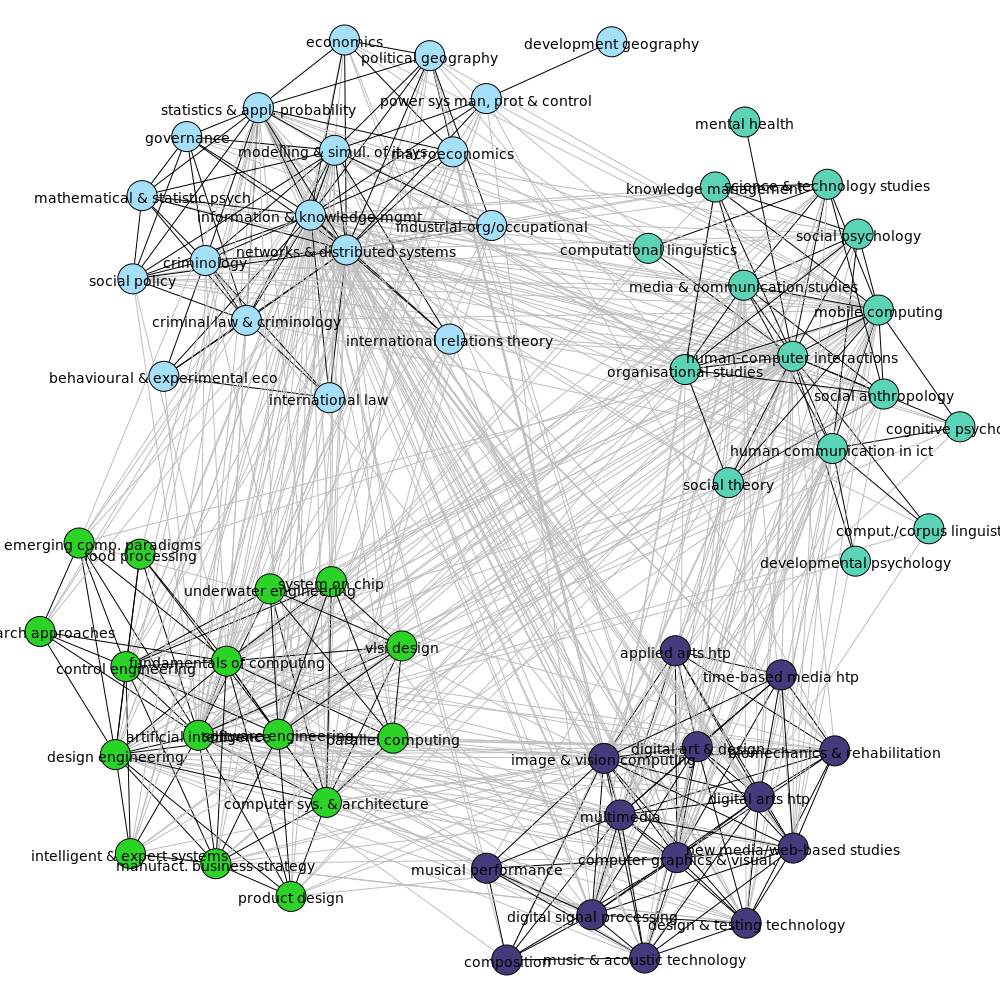 economics
development geography
political geography
power sys man, prot & control
statistics & appl. probability
mental health
governance
modelling & simul. of it sys.
macroeconomics
knowledge management
science & technology studies
mathematical & statistic psych
information & knowledge mgmt
industrial-org/occupational
social psychology
networks & distributed systems
computational linguistics
criminology
social policy
media & communication studies
mobile computing
criminal law & criminology
international relations theory
human-computer interactions
organisational studies
behavioural & experimental eco
social anthropology
international law
cognitive psycho
human communication in ict
social theory
comput./corpus linguist
emerging comp. paradigms
food processing
developmental psychology
system on chip
underwater engineering
arch approaches
vlsi design
applied arts htp
fundamentals of computing
control engineering
time-based media htp
artificial intelligence
software engineering
parallel computing
digital art & design
biomechanics & rehabilitation
design engineering
image & vision computing
digital arts htp
computer sys. & architecture
multimedia
new media/web-based studies
intelligent & expert systems
computer graphics & visual.
manufact. business strategy
musical performance
product design
digital signal processing
design & testing technology
composition
music & acoustic technology